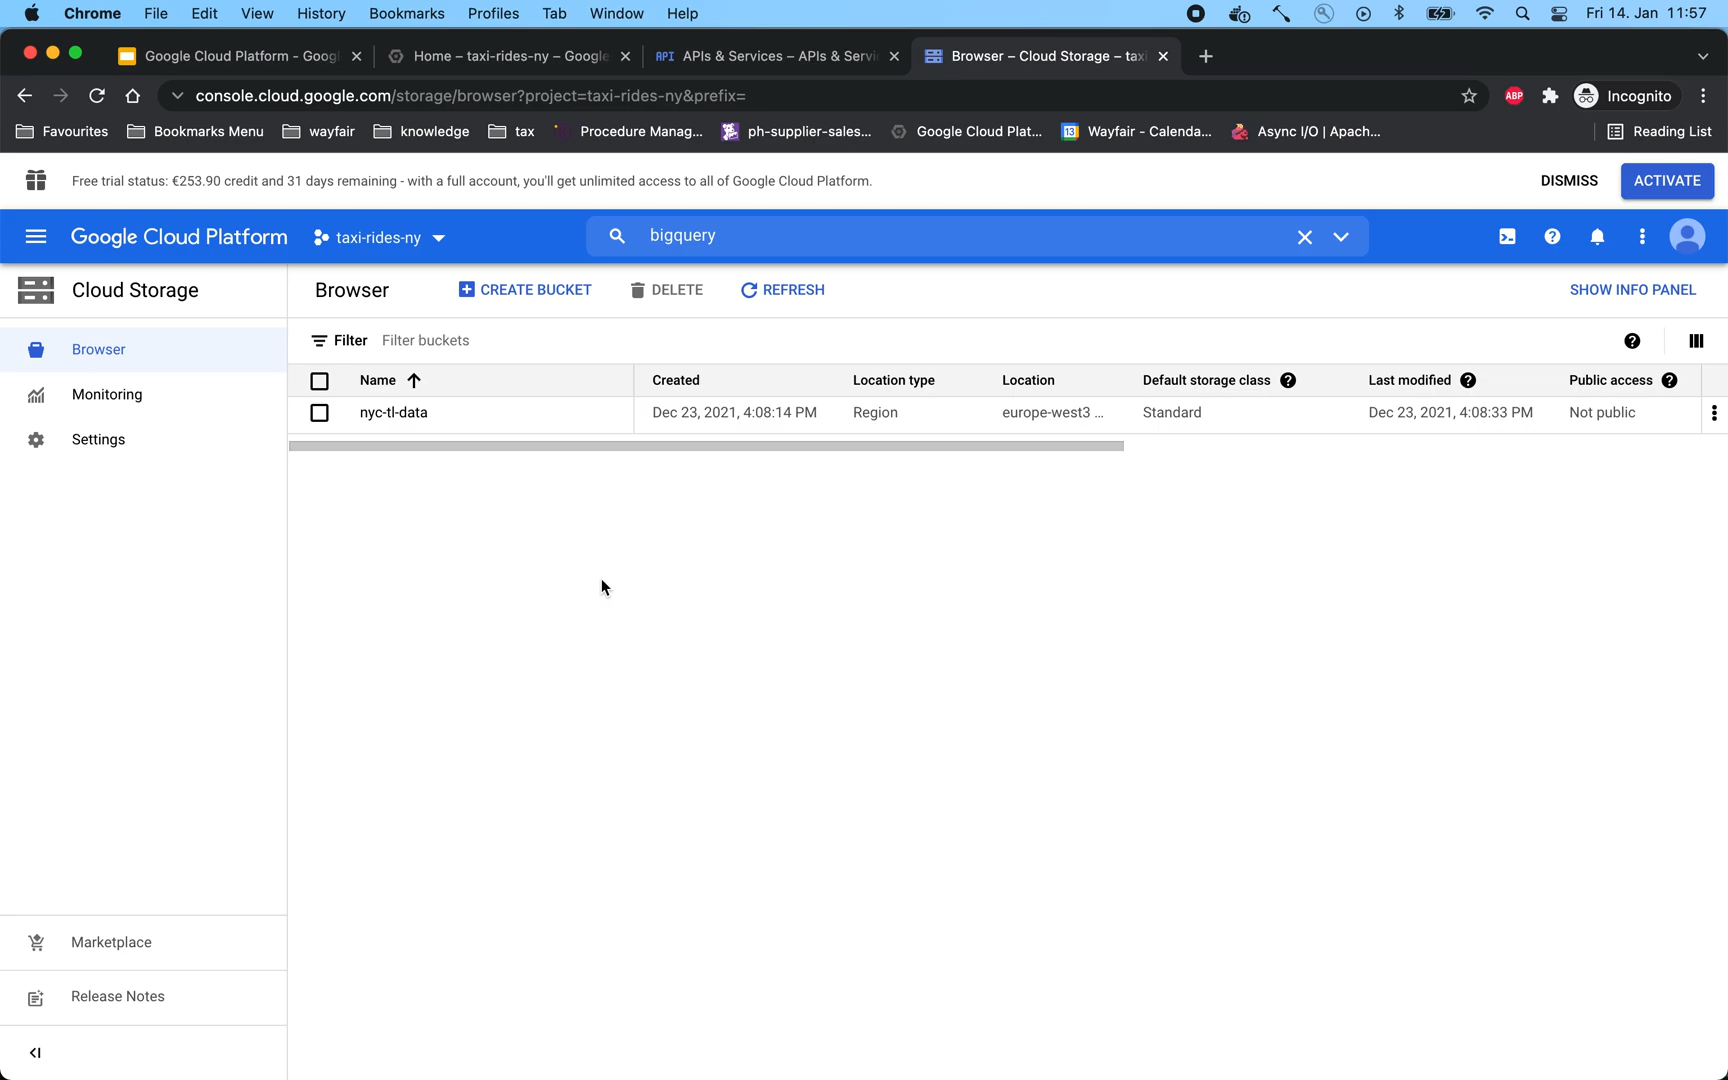 Chrome File Edit View History Bookmarks Profiles Tab Window Help Fri 14. Jan 11:57
Google Cloud Platform - Googl Home – taxi-rides-ny – Google API APIs & Services – APIs & Servi Browser – Cloud Storage – taxi
console.cloud.google.com/storage/browser?project=taxi-rides-ny&prefix= ABP Incognito
Favourites Bookmarks Menu wayfair knowledge tax Procedure Manag... ph-supplier-sales... Google Cloud Plat... 13 Wayfair - Calenda... Async I/O | Apach... Reading List
Free trial status: €253.90 credit and 31 days remaining - with a full account, you'll get unlimited access to all of Google Cloud Platform. DISMISS ACTIVATE
Google Cloud Platform taxi-rides-ny bigquery
Cloud Storage Browser CREATE BUCKET DELETE REFRESH SHOW INFO PANEL
Browser
Monitoring
Settings
Filter Filter buckets
Name Created Location type Location Default storage class Last modified Public access
nyc-tl-data Dec 23, 2021, 4:08:14 PM Region europe-west3 ... Standard Dec 23, 2021, 4:08:33 PM Not public
Marketplace
Release Notes